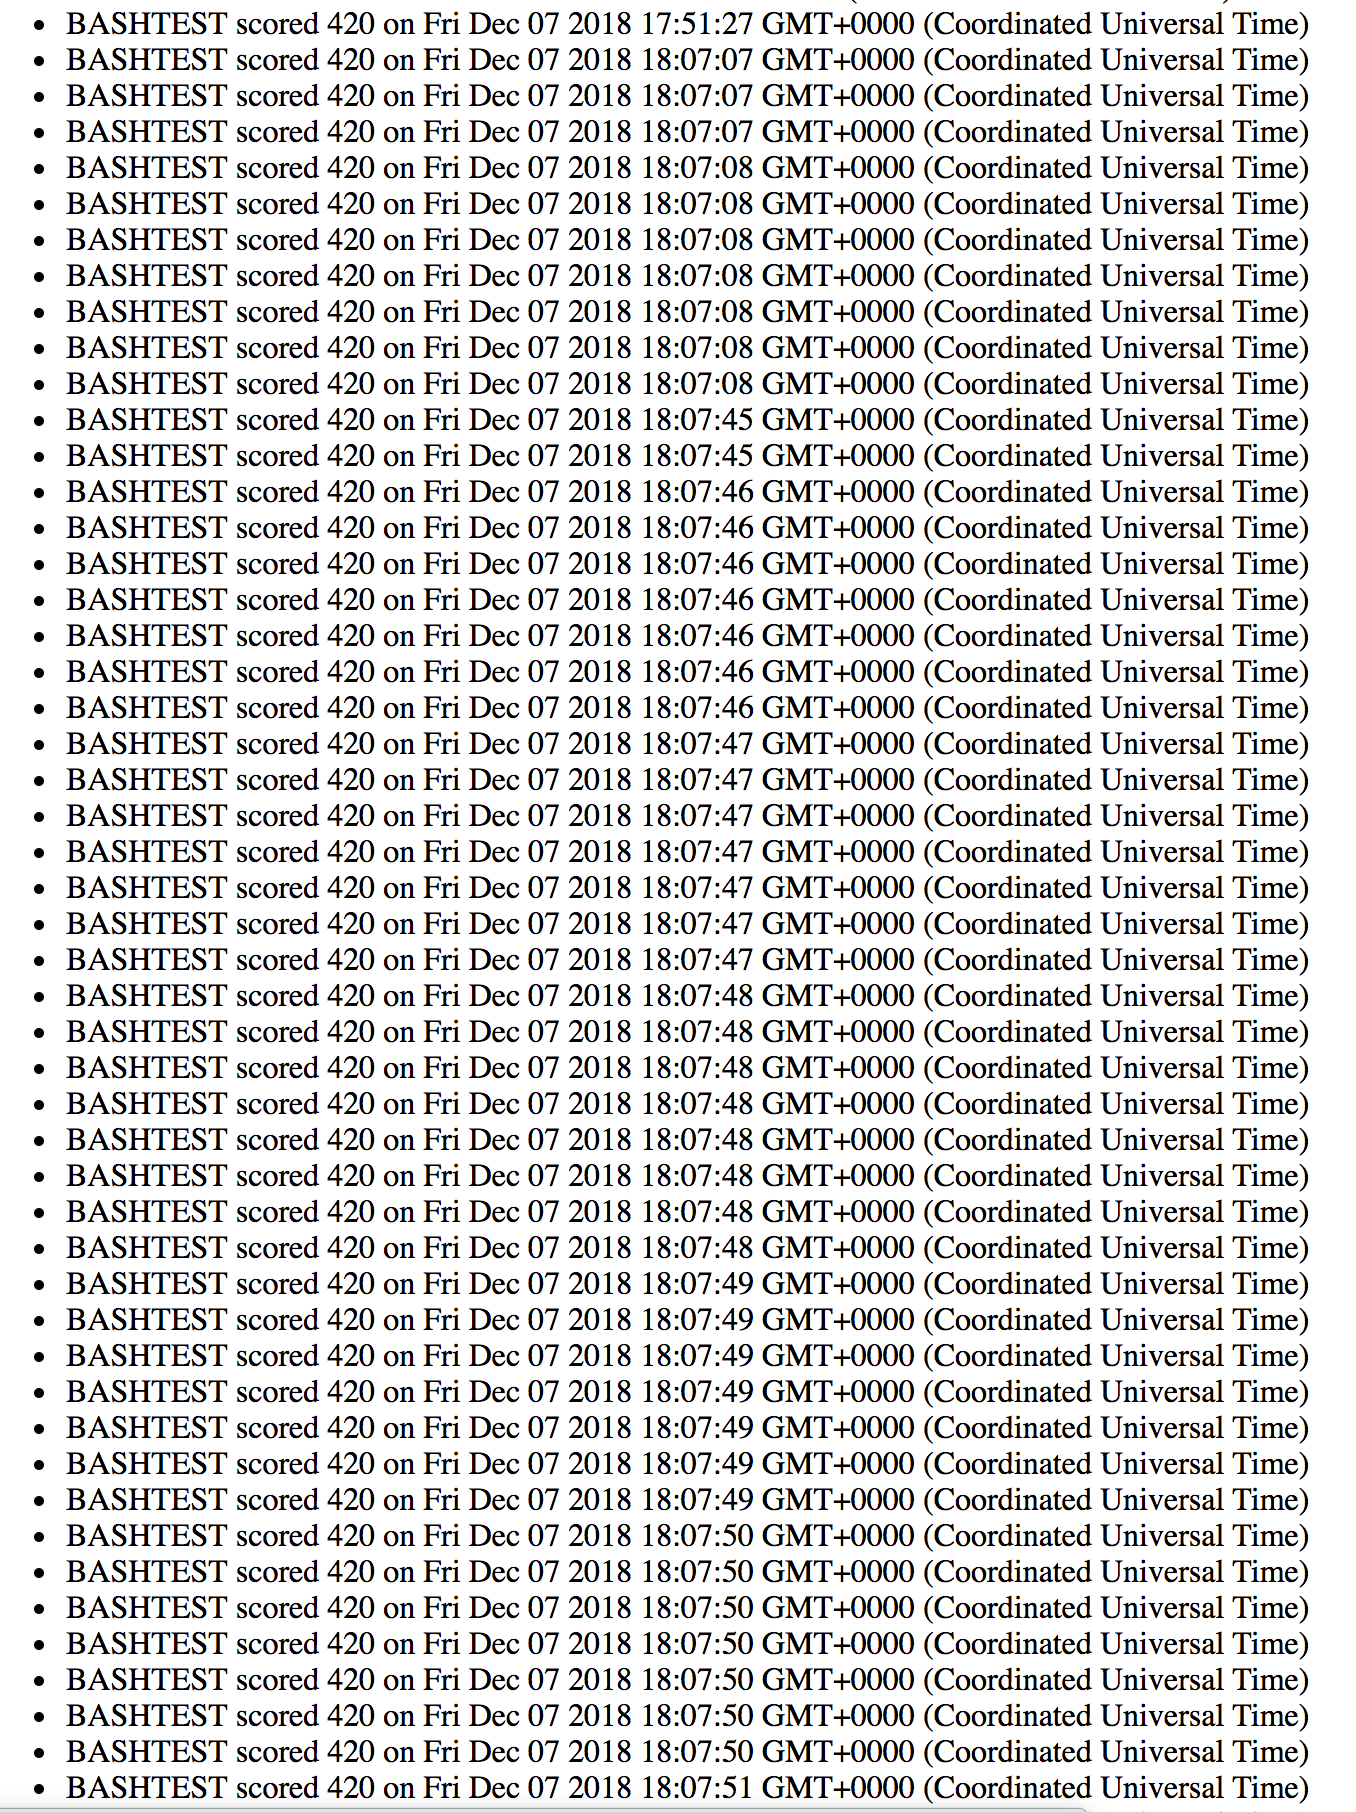 • BASHTEST scored 420 on Fri Dec 07 2018 17:51:27 GMT+0000 (Coordinated Universal Time)
• BASHTEST scored 420 on Fri Dec 07 2018 18:07:07 GMT+0000 (Coordinated Universal Time)
• BASHTEST scored 420 on Fri Dec 07 2018 18:07:07 GMT+0000 (Coordinated Universal Time)
• BASHTEST scored 420 on Fri Dec 07 2018 18:07:07 GMT+0000 (Coordinated Universal Time)
• BASHTEST scored 420 on Fri Dec 07 2018 18:07:08 GMT+0000 (Coordinated Universal Time)
• BASHTEST scored 420 on Fri Dec 07 2018 18:07:08 GMT+0000 (Coordinated Universal Time)
• BASHTEST scored 420 on Fri Dec 07 2018 18:07:08 GMT+0000 (Coordinated Universal Time)
• BASHTEST scored 420 on Fri Dec 07 2018 18:07:08 GMT+0000 (Coordinated Universal Time)
• BASHTEST scored 420 on Fri Dec 07 2018 18:07:08 GMT+0000 (Coordinated Universal Time)
• BASHTEST scored 420 on Fri Dec 07 2018 18:07:08 GMT+0000 (Coordinated Universal Time)
• BASHTEST scored 420 on Fri Dec 07 2018 18:07:08 GMT+0000 (Coordinated Universal Time)
• BASHTEST scored 420 on Fri Dec 07 2018 18:07:45 GMT+0000 (Coordinated Universal Time)
• BASHTEST scored 420 on Fri Dec 07 2018 18:07:45 GMT+0000 (Coordinated Universal Time)
• BASHTEST scored 420 on Fri Dec 07 2018 18:07:46 GMT+0000 (Coordinated Universal Time)
• BASHTEST scored 420 on Fri Dec 07 2018 18:07:46 GMT+0000 (Coordinated Universal Time)
• BASHTEST scored 420 on Fri Dec 07 2018 18:07:46 GMT+0000 (Coordinated Universal Time)
• BASHTEST scored 420 on Fri Dec 07 2018 18:07:46 GMT+0000 (Coordinated Universal Time)
• BASHTEST scored 420 on Fri Dec 07 2018 18:07:46 GMT+0000 (Coordinated Universal Time)
• BASHTEST scored 420 on Fri Dec 07 2018 18:07:46 GMT+0000 (Coordinated Universal Time)
• BASHTEST scored 420 on Fri Dec 07 2018 18:07:46 GMT+0000 (Coordinated Universal Time)
• BASHTEST scored 420 on Fri Dec 07 2018 18:07:47 GMT+0000 (Coordinated Universal Time)
• BASHTEST scored 420 on Fri Dec 07 2018 18:07:47 GMT+0000 (Coordinated Universal Time)
• BASHTEST scored 420 on Fri Dec 07 2018 18:07:47 GMT+0000 (Coordinated Universal Time)
• BASHTEST scored 420 on Fri Dec 07 2018 18:07:47 GMT+0000 (Coordinated Universal Time)
• BASHTEST scored 420 on Fri Dec 07 2018 18:07:47 GMT+0000 (Coordinated Universal Time)
• BASHTEST scored 420 on Fri Dec 07 2018 18:07:47 GMT+0000 (Coordinated Universal Time)
• BASHTEST scored 420 on Fri Dec 07 2018 18:07:47 GMT+0000 (Coordinated Universal Time)
• BASHTEST scored 420 on Fri Dec 07 2018 18:07:48 GMT+0000 (Coordinated Universal Time)
• BASHTEST scored 420 on Fri Dec 07 2018 18:07:48 GMT+0000 (Coordinated Universal Time)
• BASHTEST scored 420 on Fri Dec 07 2018 18:07:48 GMT+0000 (Coordinated Universal Time)
• BASHTEST scored 420 on Fri Dec 07 2018 18:07:48 GMT+0000 (Coordinated Universal Time)
• BASHTEST scored 420 on Fri Dec 07 2018 18:07:48 GMT+0000 (Coordinated Universal Time)
• BASHTEST scored 420 on Fri Dec 07 2018 18:07:48 GMT+0000 (Coordinated Universal Time)
• BASHTEST scored 420 on Fri Dec 07 2018 18:07:48 GMT+0000 (Coordinated Universal Time)
• BASHTEST scored 420 on Fri Dec 07 2018 18:07:48 GMT+0000 (Coordinated Universal Time)
• BASHTEST scored 420 on Fri Dec 07 2018 18:07:49 GMT+0000 (Coordinated Universal Time)
• BASHTEST scored 420 on Fri Dec 07 2018 18:07:49 GMT+0000 (Coordinated Universal Time)
• BASHTEST scored 420 on Fri Dec 07 2018 18:07:49 GMT+0000 (Coordinated Universal Time)
• BASHTEST scored 420 on Fri Dec 07 2018 18:07:49 GMT+0000 (Coordinated Universal Time)
• BASHTEST scored 420 on Fri Dec 07 2018 18:07:49 GMT+0000 (Coordinated Universal Time)
• BASHTEST scored 420 on Fri Dec 07 2018 18:07:49 GMT+0000 (Coordinated Universal Time)
• BASHTEST scored 420 on Fri Dec 07 2018 18:07:49 GMT+0000 (Coordinated Universal Time)
• BASHTEST scored 420 on Fri Dec 07 2018 18:07:50 GMT+0000 (Coordinated Universal Time)
• BASHTEST scored 420 on Fri Dec 07 2018 18:07:50 GMT+0000 (Coordinated Universal Time)
• BASHTEST scored 420 on Fri Dec 07 2018 18:07:50 GMT+0000 (Coordinated Universal Time)
• BASHTEST scored 420 on Fri Dec 07 2018 18:07:50 GMT+0000 (Coordinated Universal Time)
• BASHTEST scored 420 on Fri Dec 07 2018 18:07:50 GMT+0000 (Coordinated Universal Time)
• BASHTEST scored 420 on Fri Dec 07 2018 18:07:50 GMT+0000 (Coordinated Universal Time)
• BASHTEST scored 420 on Fri Dec 07 2018 18:07:50 GMT+0000 (Coordinated Universal Time)
• BASHTEST scored 420 on Fri Dec 07 2018 18:07:51 GMT+0000 (Coordinated Universal Time)